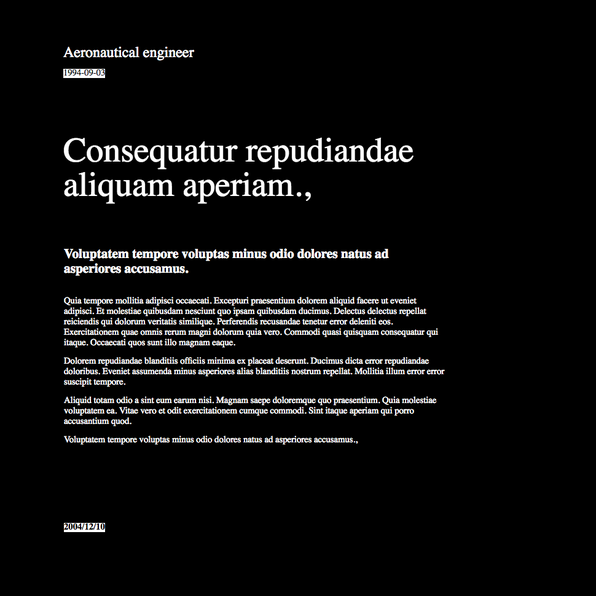 Aeronautical engineer
1994-09-03
Consequatur repudiandae
aliquam aperiam.,
Voluptatem tempore voluptas minus odio dolores natus ad
asperiores accusamus.
Quia tempore mollitia adipisci occaecati. Excepturi praesentium dolorem aliquid facere ut eveniet
adipisci. Et molestiae quibusdam nesciunt quo ipsam quibusdam ducimus. Delectus delectus repellat
reiciendis qui dolorum veritatis similique. Perferendis recusandae tenetur error deleniti eos.
Exercitationem quae omnis rerum magni dolorum quia vero. Commodi quasi quisquam consequatur qui
itaque. Occaecati quos sunt illo magnam eaque.
Dolorem repudiandae blanditiis officiis minima ex placeat deserunt. Ducimus dicta error repudiandae
doloribus. Eveniet assumenda minus asperiores alias blanditiis nostrum repellat. Mollitia illum error error
suscipit tempore.
Aliquid totam odio a sint eum earum nisi. Magnam saepe doloremque quo praesentium. Quia molestiae
voluptatem ea. Vitae vero et odit exercitationem cumque commodi. Sint itaque aperiam qui porro
accusantium quod.
Voluptatem tempore voluptas minus odio dolores natus ad asperiores accusamus.,
2004/12/10